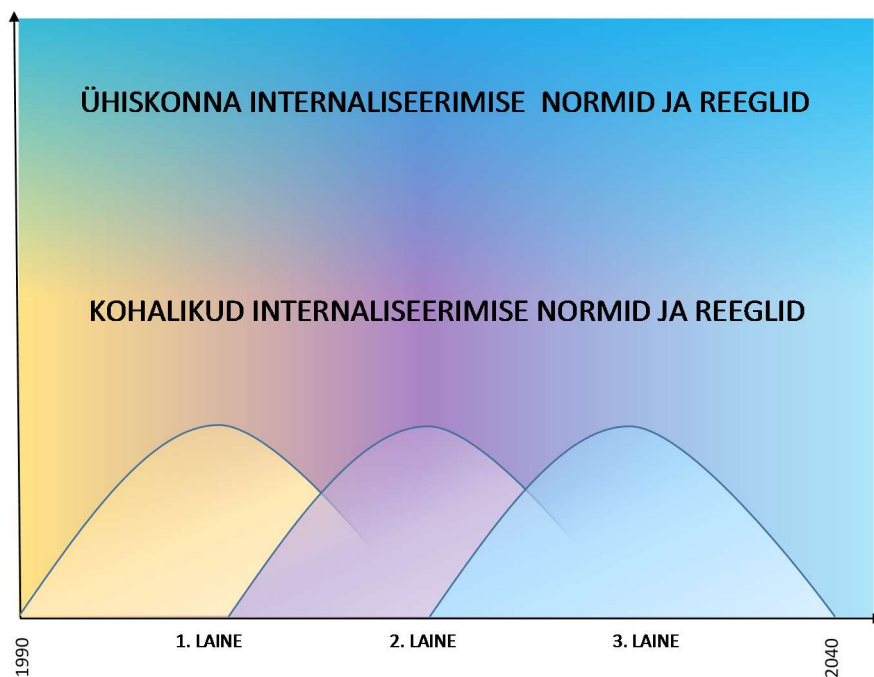 ÜHISKONNA INTERNALISEERIMISE NORMID JA REEGLID
KOHALIKUD INTERNALISEERIMISE NORMID JA REEGLID
1. LAINE
2. LAINE
3. LAINE
1990
2040